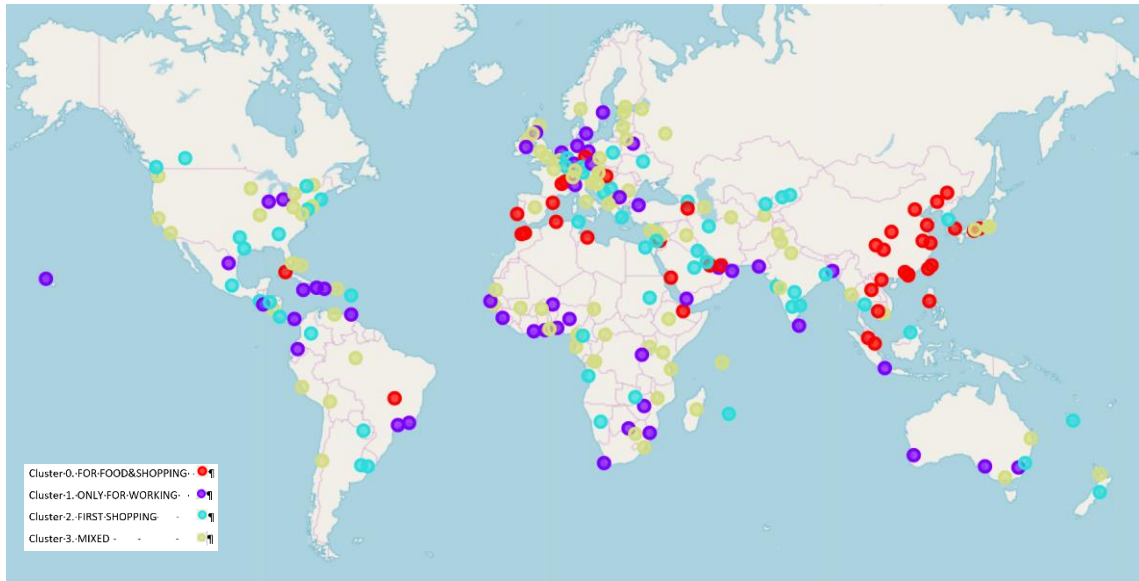 Cluster·0.·FOR·FOOD&SHOPPING·  ·¶
Cluster·1.·ONLY·FOR·WORKING·  ·  ·¶
Cluster·2.·FIRST·SHOPPING  -  -  ·¶
Cluster·3.·MIXED  -  -  -  ¶